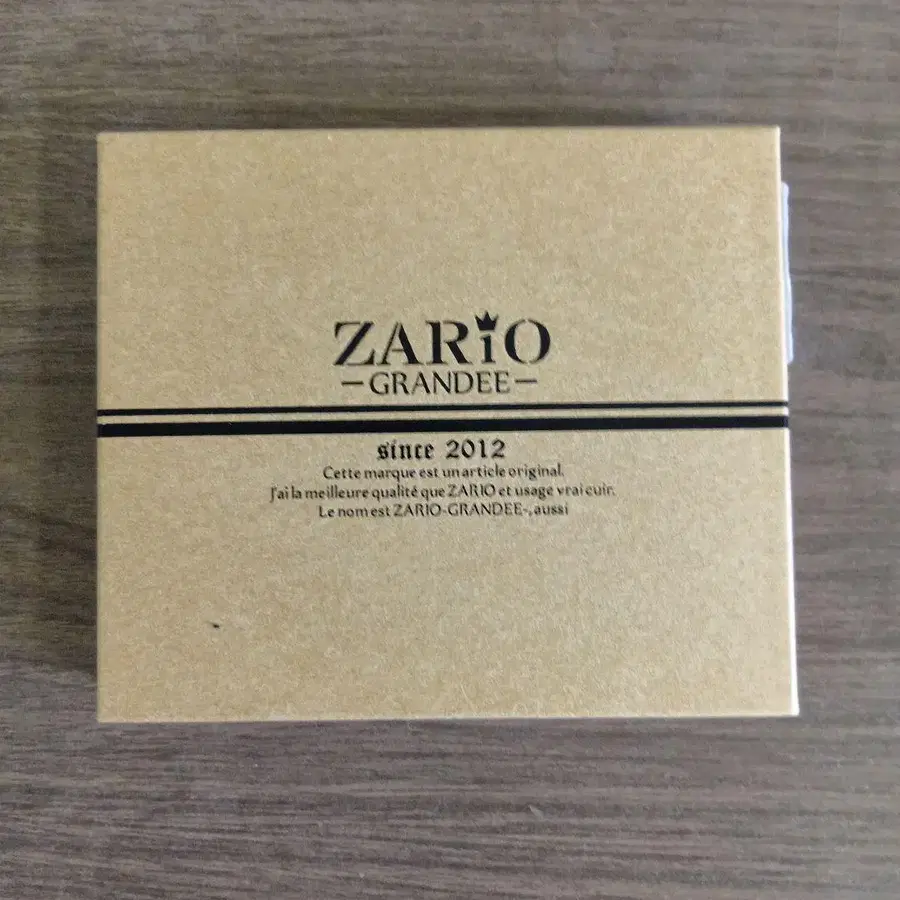 ZARiO
-GRANDEE-
since 2012
Cette marque est un article original.
J'ai la meilleure qualité que ZARIO et usage vrai cuir.
Le nom est ZARIO-GRANDEE-, aussi